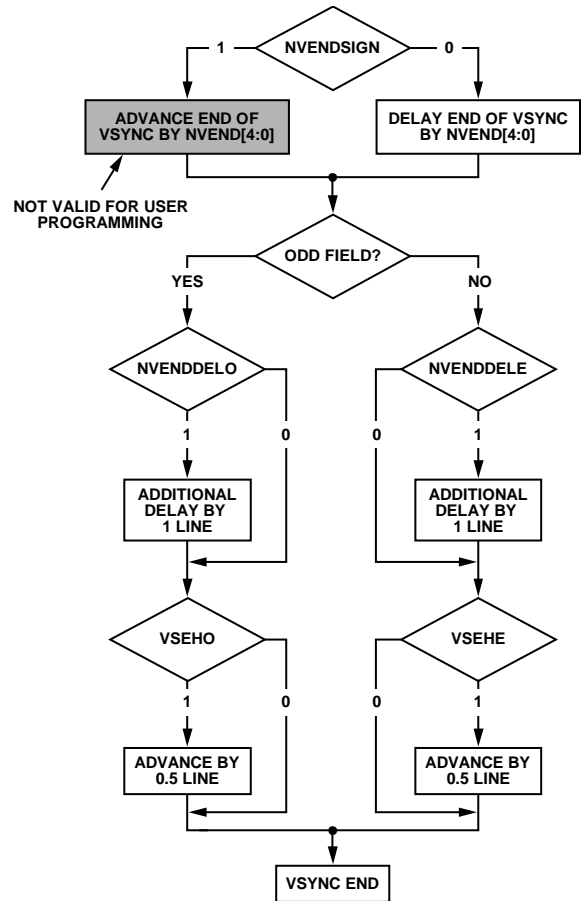 NVENDSIGN
1
0
ADVANCE END OF
VSYNC BY NVEND[4:0]
DELAY END OF VSYNC
BY NVEND[4:0]
NOT VALID FOR USER
PROGRAMMING
ODD FIELD?
YES
NO
NVENDDELO
NVENDDELE
1
0
0
1
ADDITIONAL
DELAY BY
1 LINE
ADDITIONAL
DELAY BY
1 LINE
VSEHO
VSEHE
1
0
0
1
ADVANCE BY
0.5 LINE
ADVANCE BY
0.5 LINE
VSYNC END